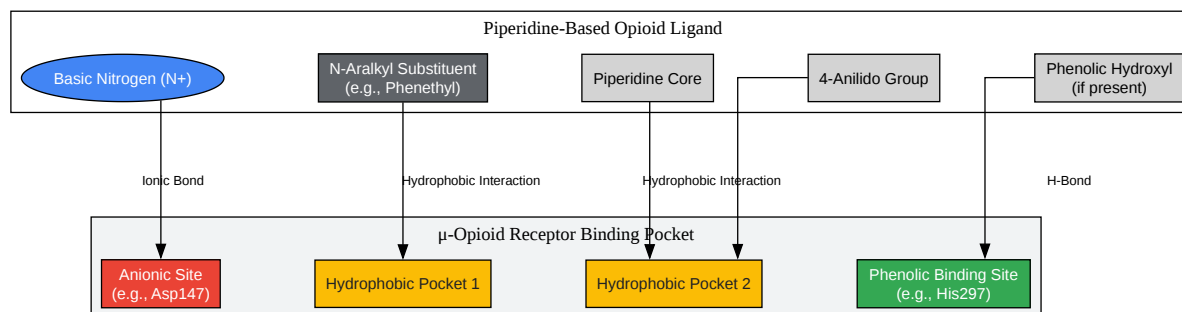 Piperidine-Based Opioid Ligand
Basic Nitrogen (N+)
N-Aralkyl Substituent
(e.g., Phenethyl)
Piperidine Core
4-Anilido Group
Phenolic Hydroxyl
(if present)
Ionic Bond
Hydrophobic Interaction
Hydrophobic Interaction
H-Bond
μ-Opioid Receptor Binding Pocket
Anionic Site
(e.g., Asp147)
Hydrophobic Pocket 1
Hydrophobic Pocket 2
Phenolic Binding Site
(e.g., His297)